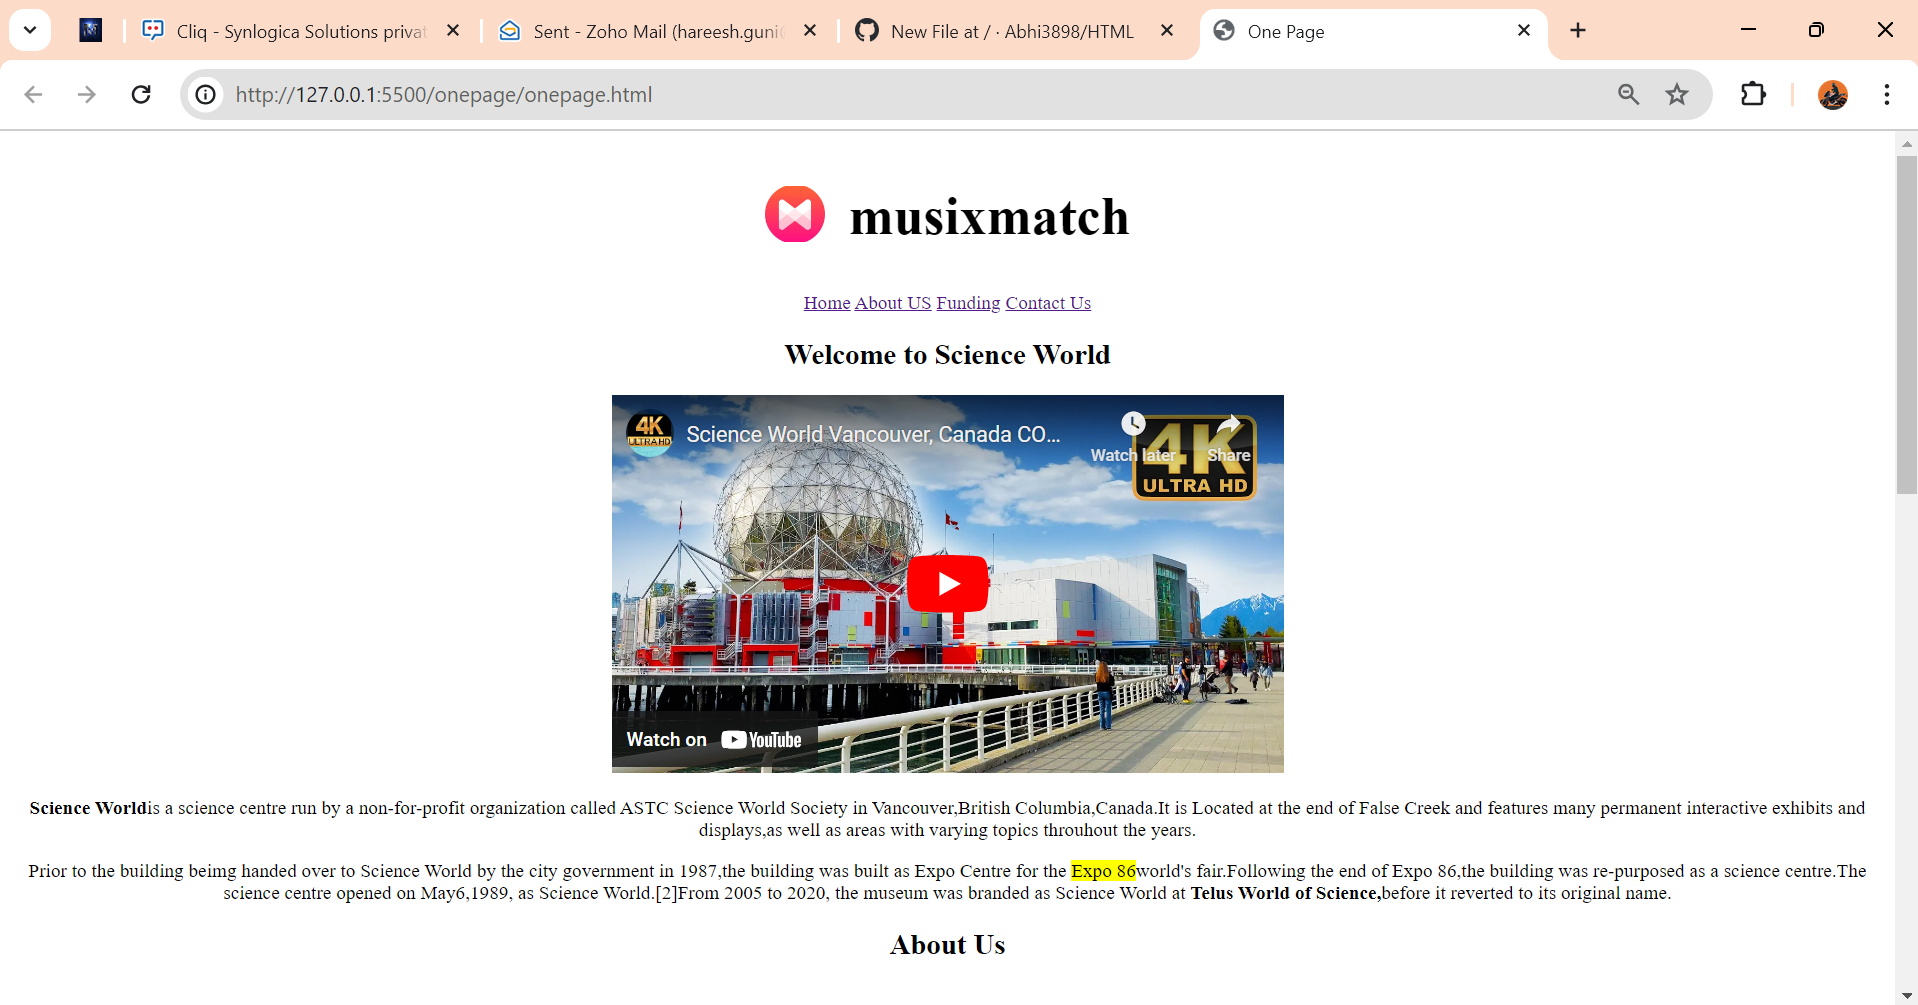 Cliq - Synlogica Solutions privat
Sent - Zoho Mail (hareesh.guni@
New File at / · Abhi3898/HTML
One Page
http://127.0.0.1:5500/onepage/onepage.html
musixmatch
Home About US Funding Contact Us
Welcome to Science World
4K
ULTRA HD
Science World Vancouver, Canada CO...
Watch later
Share
4K
ULTRA HD
Watch on YouTube
Science Worldis a science centre run by a non-for-profit organization called ASTC Science World Society in Vancouver,British Columbia,Canada.It is Located at the end of False Creek and features many permanent interactive exhibits and
displays,as well as areas with varying topics throuhout the years.
Prior to the building beimg handed over to Science World by the city government in 1987,the building was built as Expo Centre for the Expo 86world's fair.Following the end of Expo 86,the building was re-purposed as a science centre.The
science centre opened on May6,1989, as Science World.[2]From 2005 to 2020, the museum was branded as Science World at Telus World of Science,before it reverted to its original name.
About Us